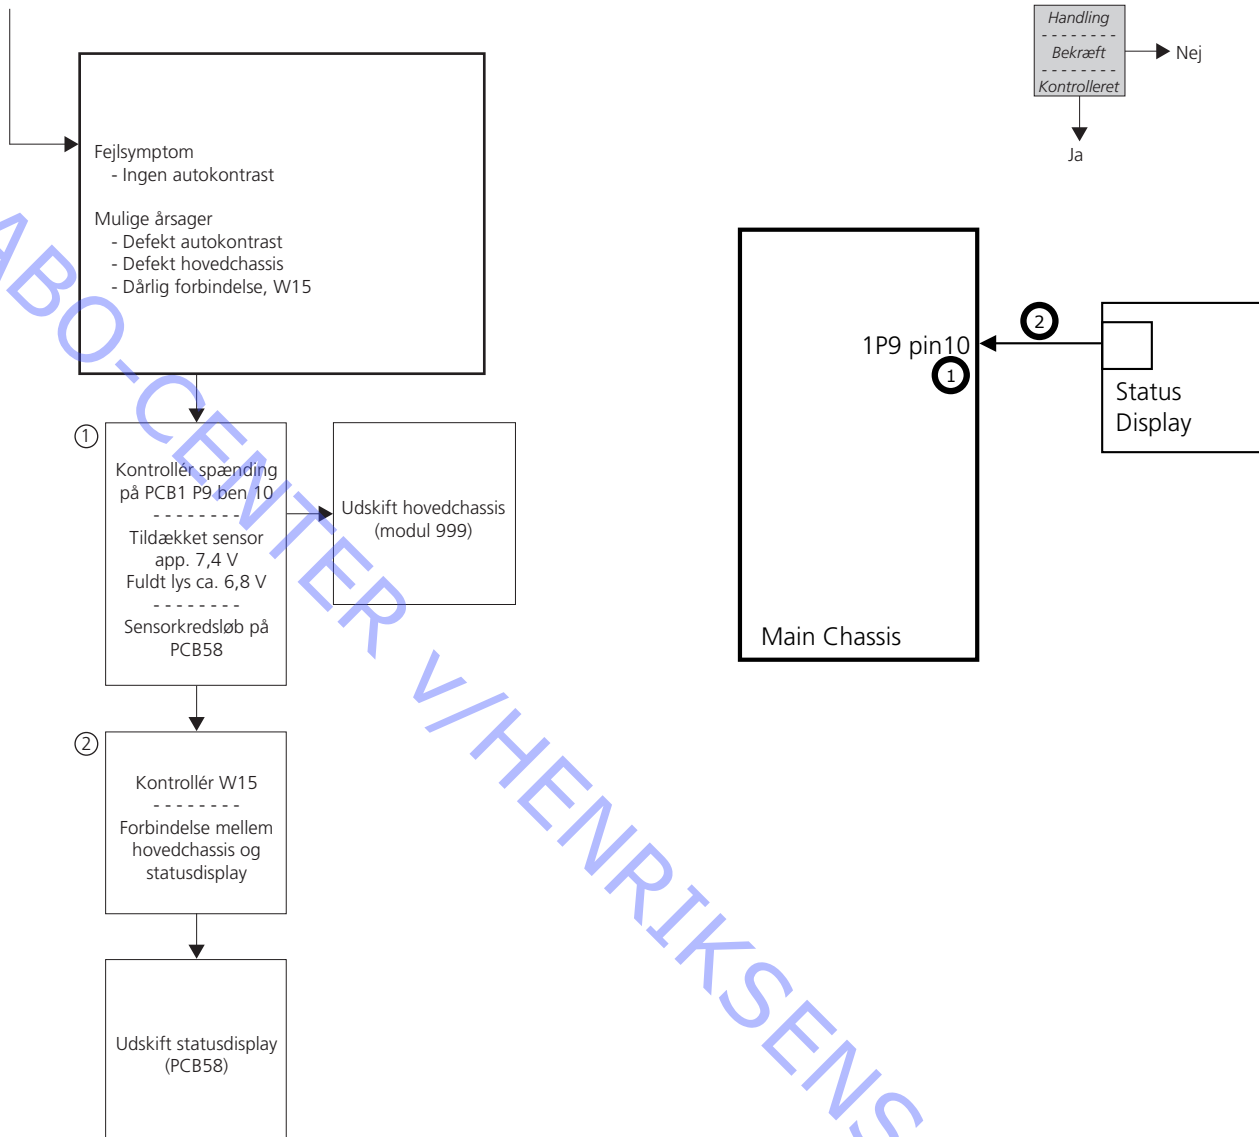 Handling
- - - - - - - -
Bekræft
- - - - - - - -
Kontrolleret
Nej
Ja
Fejlsymptom
- Ingen autokontrast
Mulige årsager
- Defekt autokontrast
- Defekt hovedchassis
- Dårlig forbindelse, W15
1
Kontrollér spænding
på PCB1 P9 ben 10
- - - - - - - -
Tildækket sensor
app. 7,4 V
Fuldt lys ca. 6,8 V
- - - - - - - -
Sensorkredsløb på
PCB58
Udskift hovedchassis
(modul 999)
2
Kontrollér W15
- - - - - - - -
Forbindelse mellem
hovedchassis og
statusdisplay
Udskift statusdisplay
(PCB58)
1P9 pin10
1
2
Status
Display
Main Chassis
ABO-CENTER v/HENRIKSENS